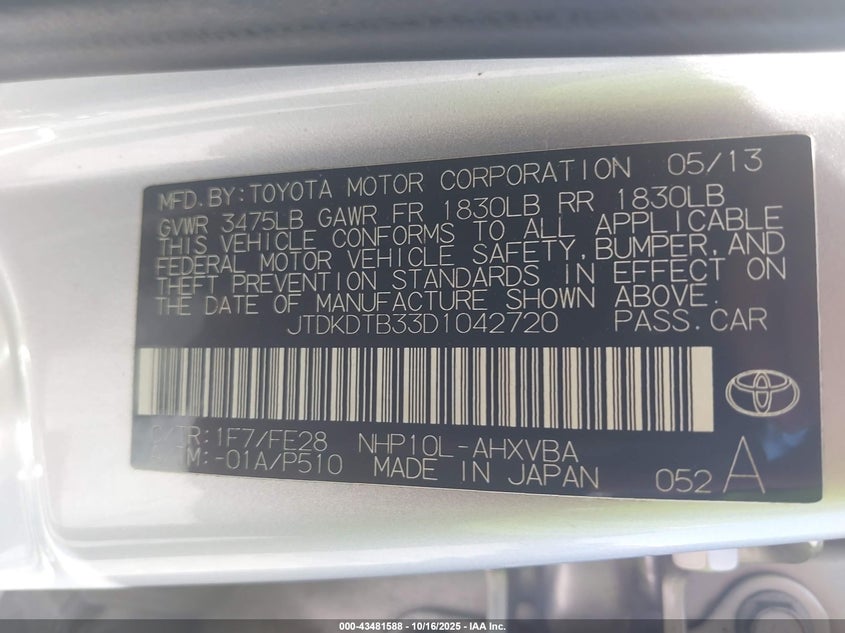 MFD.BY:TOYOTA MOTOR CORPORATION 05/13
GVWR 3475LB GAWR FR 1830LB RR 1830LB
THIS VEHICLE CONFORMS TO ALL APPLICABLE
FEDERAL MOTOR VEHICLE SAFETY,BUMPER,AND
THEFT PREVENTION STANDARDS IN EFFECT ON
THE DATE OF MANUFACTURE SHOWN ABOVE.
JTDKDTB33D1042720 PASS.CAR
C/TR:1F7/FE28 NHP10L-AHXVBA
A/TM:-01A/P510 MADE IN JAPAN 052 A
000-43481588 - 10/16/2025 - IAA Inc.